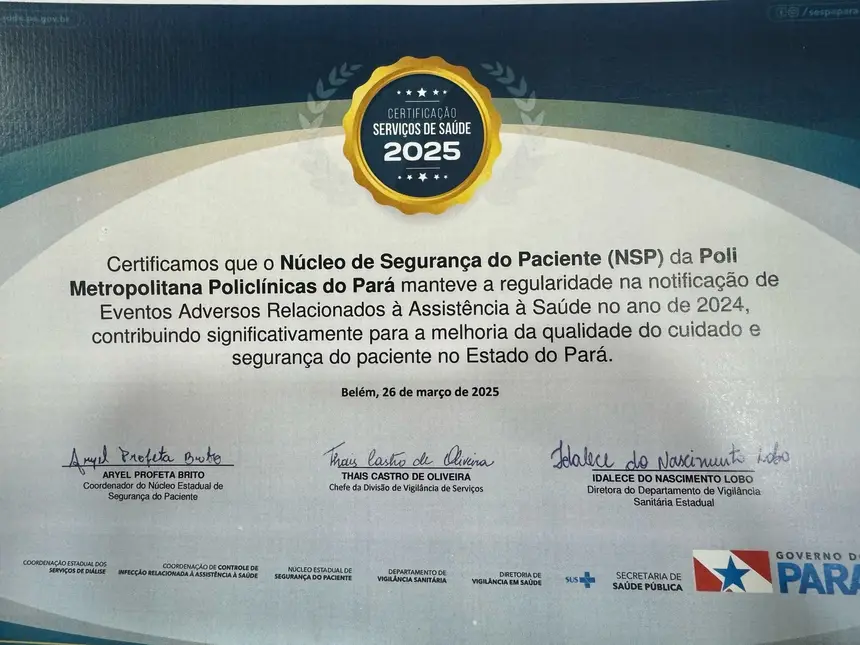 CERTIFICAÇÃO
SERVIÇOS DE SAÚDE
2025
Certificamos que o Núcleo de Segurança do Paciente (NSP) da Poli
Metropolitana Policlínicas do Pará manteve a regularidade na notificação de
Eventos Adversos Relacionados à Assistência à Saúde no ano de 2024,
contribuindo significativamente para a melhoria da qualidade do cuidado e
segurança do paciente no Estado do Pará.
Belém, 26 de março de 2025
Aryel Profeta Brito
ARYEL PROFETA BRITO
Coordenador do Núcleo Estadual de
Segurança do Paciente
Thais Castro de Oliveira
THAIS CASTRO DE OLIVEIRA
Chefe da Divisão de Vigilância de Serviços
Idalece do Nascimento Lobo
IDALECE DO NASCIMENTO LOBO
Diretora do Departamento de Vigilância
Sanitária Estadual
COORDENAÇÃO ESTADUAL DOS
SERVIÇOS DE DIÁLISE
COORDENAÇÃO DE CONTROLE DE
INFECÇÃO RELACIONADA À ASSISTÊNCIA À SAÚDE
NÚCLEO ESTADUAL DE
SEGURANÇA DO PACIENTE
DEPARTAMENTO DE
VIGILÂNCIA SANITÁRIA
DIRETORIA DE
VIGILÂNCIA EM SAÚDE
SUS
SECRETARIA DE
SAÚDE PÚBLICA
GOVERNO DO
PARÁ